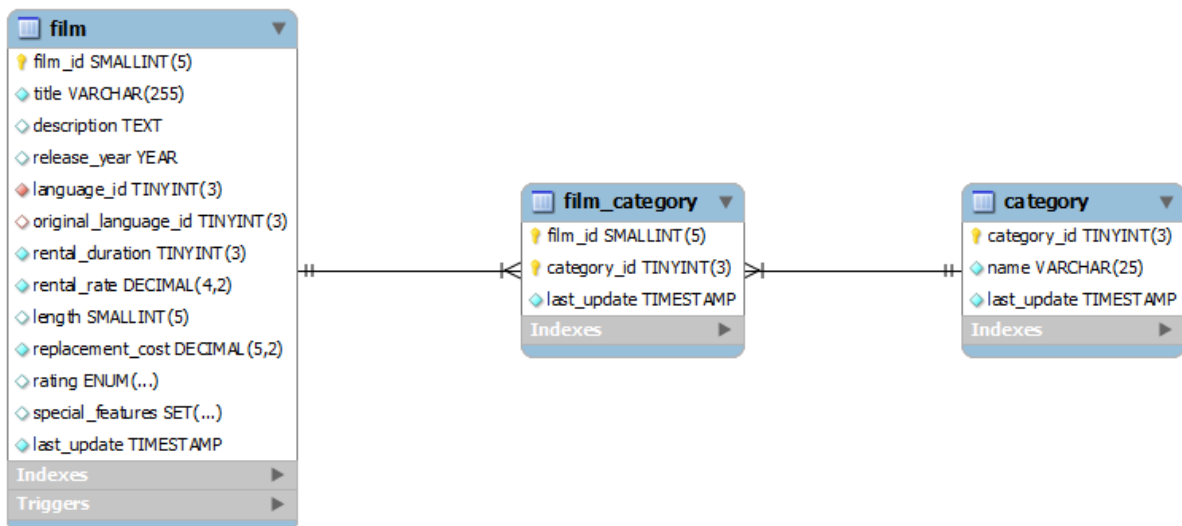 film
film_id SMALLINT(5)
title VARCHAR(255)
description TEXT
release_year YEAR
language_id TINYINT(3)
original_language_id TINYINT(3)
rental_duration TINYINT(3)
rental_rate DECIMAL(4,2)
length SMALLINT(5)
replacement_cost DECIMAL(5,2)
rating ENUM(...)
special_features SET(...)
last_update TIMESTAMP
Indexes
Triggers
film_category
film_id SMALLINT(5)
category_id TINYINT(3)
last_update TIMESTAMP
Indexes
category
category_id TINYINT(3)
name VARCHAR(25)
last_update TIMESTAMP
Indexes